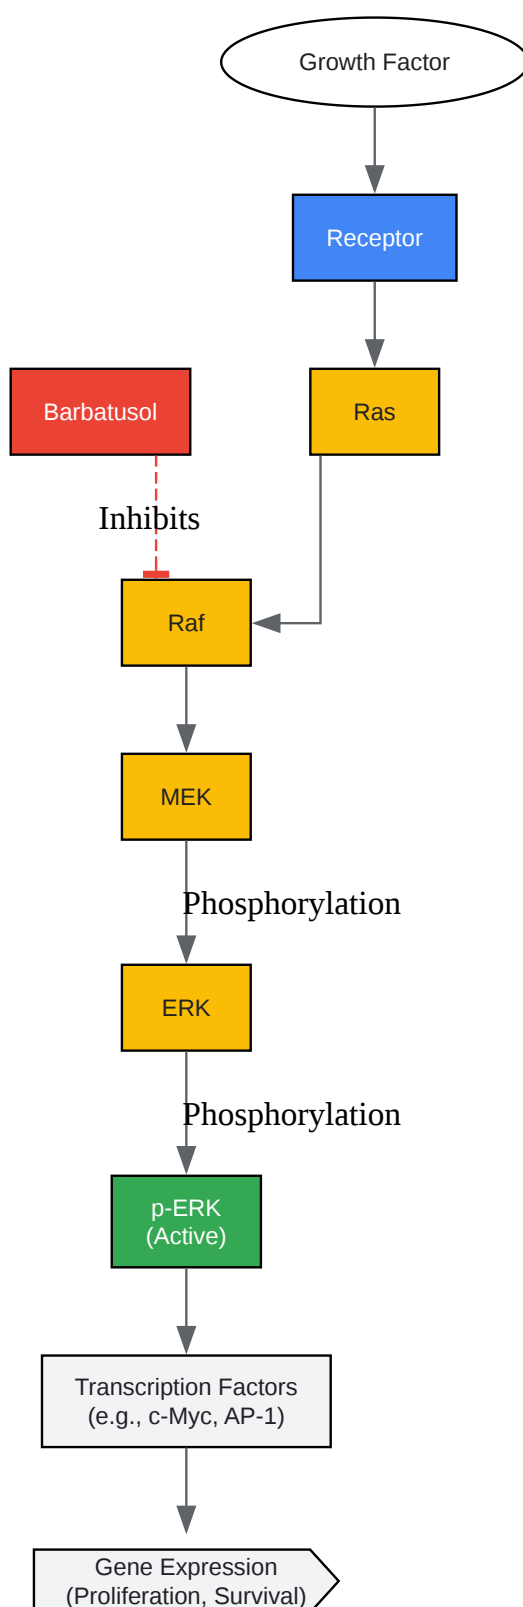 Growth Factor
Receptor
Barbatusol
Ras
Inhibits
Raf
MEK
Phosphorylation
ERK
Phosphorylation
p-ERK
(Active)
Transcription Factors
(e.g., c-Myc, AP-1)
Gene Expression
(Proliferation, Survival)